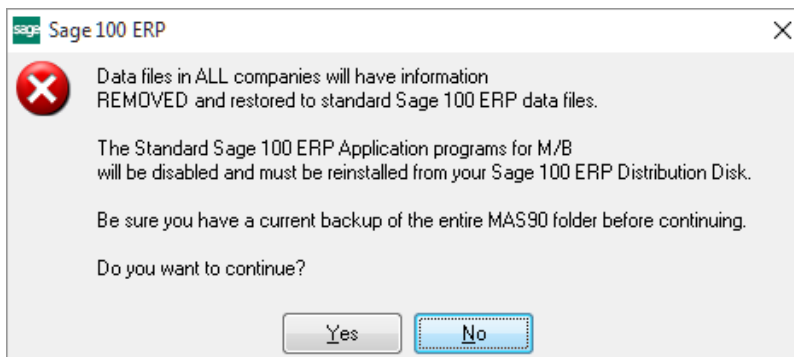 sage Sage 100 ERP
Data files in ALL companies will have information
REMOVED and restored to standard Sage 100 ERP data files.
The Standard Sage 100 ERP Application programs for M/B
will be disabled and must be reinstalled from your Sage 100 ERP Distribution Disk.
Be sure you have a current backup of the entire MAS90 folder before continuing.
Do you want to continue?
Yes No